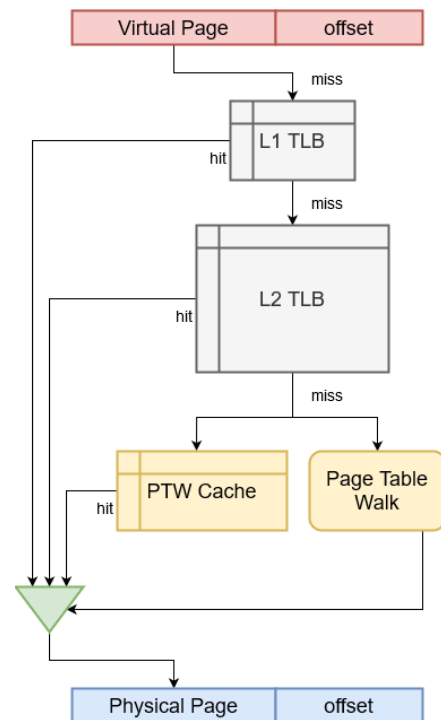 Virtual Page
offset
miss
L1 TLB
hit
miss
L2 TLB
hit
miss
PTW Cache
Page Table
Walk
hit
Physical Page
offset